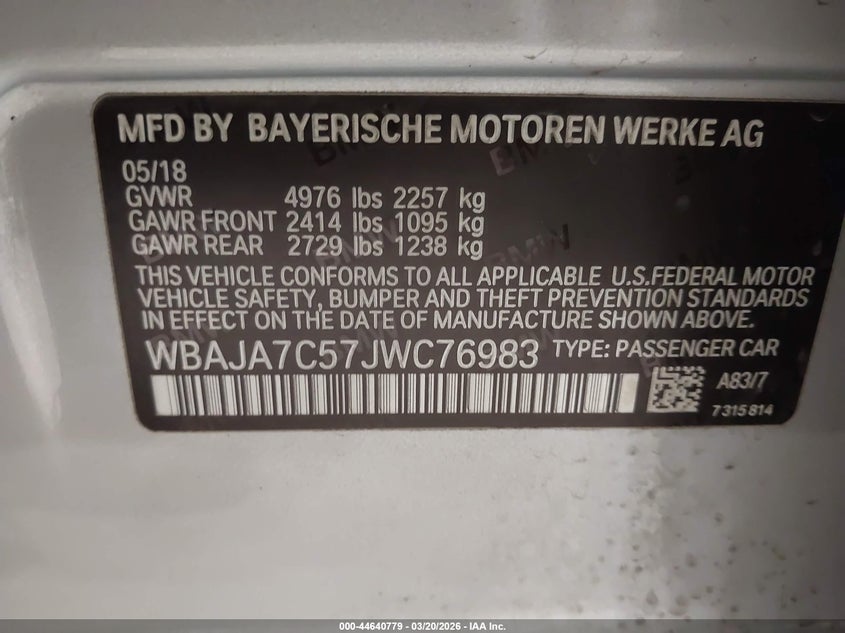 MFD BY BAYERISCHE MOTOREN WERKE AG
05/18
GVWR 4976 lbs 2257 kg
GAWR FRONT 2414 lbs 1095 kg
GAWR REAR 2729 lbs 1238 kg
THIS VEHICLE CONFORMS TO ALL APPLICABLE U.S.FEDERAL MOTOR
VEHICLE SAFETY, BUMPER AND THEFT PREVENTION STANDARDS
IN EFFECT ON THE DATE OF MANUFACTURE SHOWN ABOVE.
WBAJA7C57JWC76983 TYPE: PASSENGER CAR
A83/7
7315814
000-44640779 — 03/20/2026 — IAA Inc.